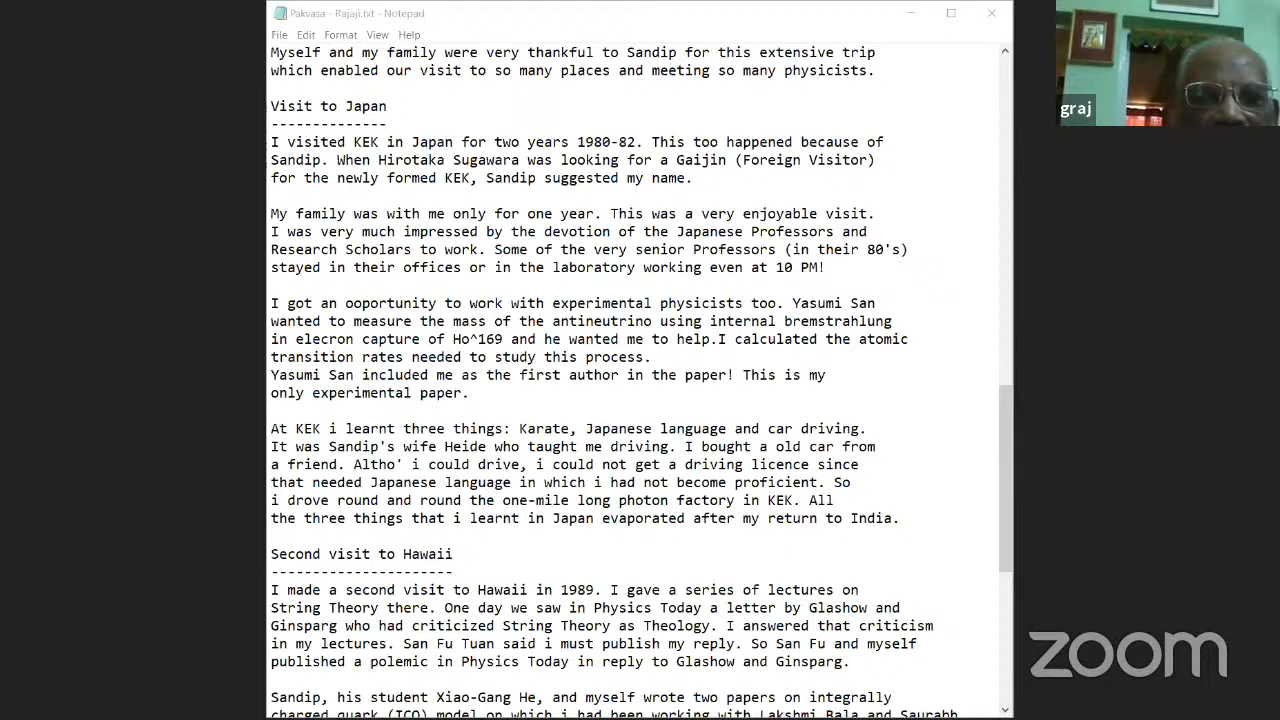 Pakvasa - Rajaji.txt - Notepad
File Edit Format View Help
Myself and my family were very thankful to Sandip for this extensive trip
which enabled our visit to so many places and meeting so many physicists.
Visit to Japan
--------------
I visited KEK in Japan for two years 1980-82. This too happened because of
Sandip. When Hirotaka Sugawara was looking for a Gaijin (Foreign Visitor)
for the newly formed KEK, Sandip suggested my name.
My family was with me only for one year. This was a very enjoyable visit.
I was very much impressed by the devotion of the Japanese Professors and
Research Scholars to work. Some of the very senior Professors (in their 80's)
stayed in their offices or in the laboratory working even at 10 PM!
I got an ooportunity to work with experimental physicists too. Yasumi San
wanted to measure the mass of the antineutrino using internal bremstrahlung
in elecron capture of Ho^169 and he wanted me to help.I calculated the atomic
transition rates needed to study this process.
Yasumi San included me as the first author in the paper! This is my
only experimental paper.
At KEK i learnt three things: Karate, Japanese language and car driving.
It was Sandip's wife Heide who taught me driving. I bought a old car from
a friend. Altho' i could drive, i could not get a driving licence since
that needed Japanese language in which i had not become proficient. So
i drove round and round the one-mile long photon factory in KEK. All
the three things that i learnt in Japan evaporated after my return to India.
Second visit to Hawaii
----------------------
I made a second visit to Hawaii in 1989. I gave a series of lectures on
String Theory there. One day we saw in Physics Today a letter by Glashow and
Ginsparg who had criticized String Theory as Theology. I answered that criticism
in my lectures. San Fu Tuan said i must publish my reply. So San Fu and myself
published a polemic in Physics Today in reply to Glashow and Ginsparg.
Sandip, his student Xiao-Gang He, and myself wrote two papers on integrally
charged quark (ICQ) model on which i had been working with Lakshmi Bala and Saurabh
graj
zoom